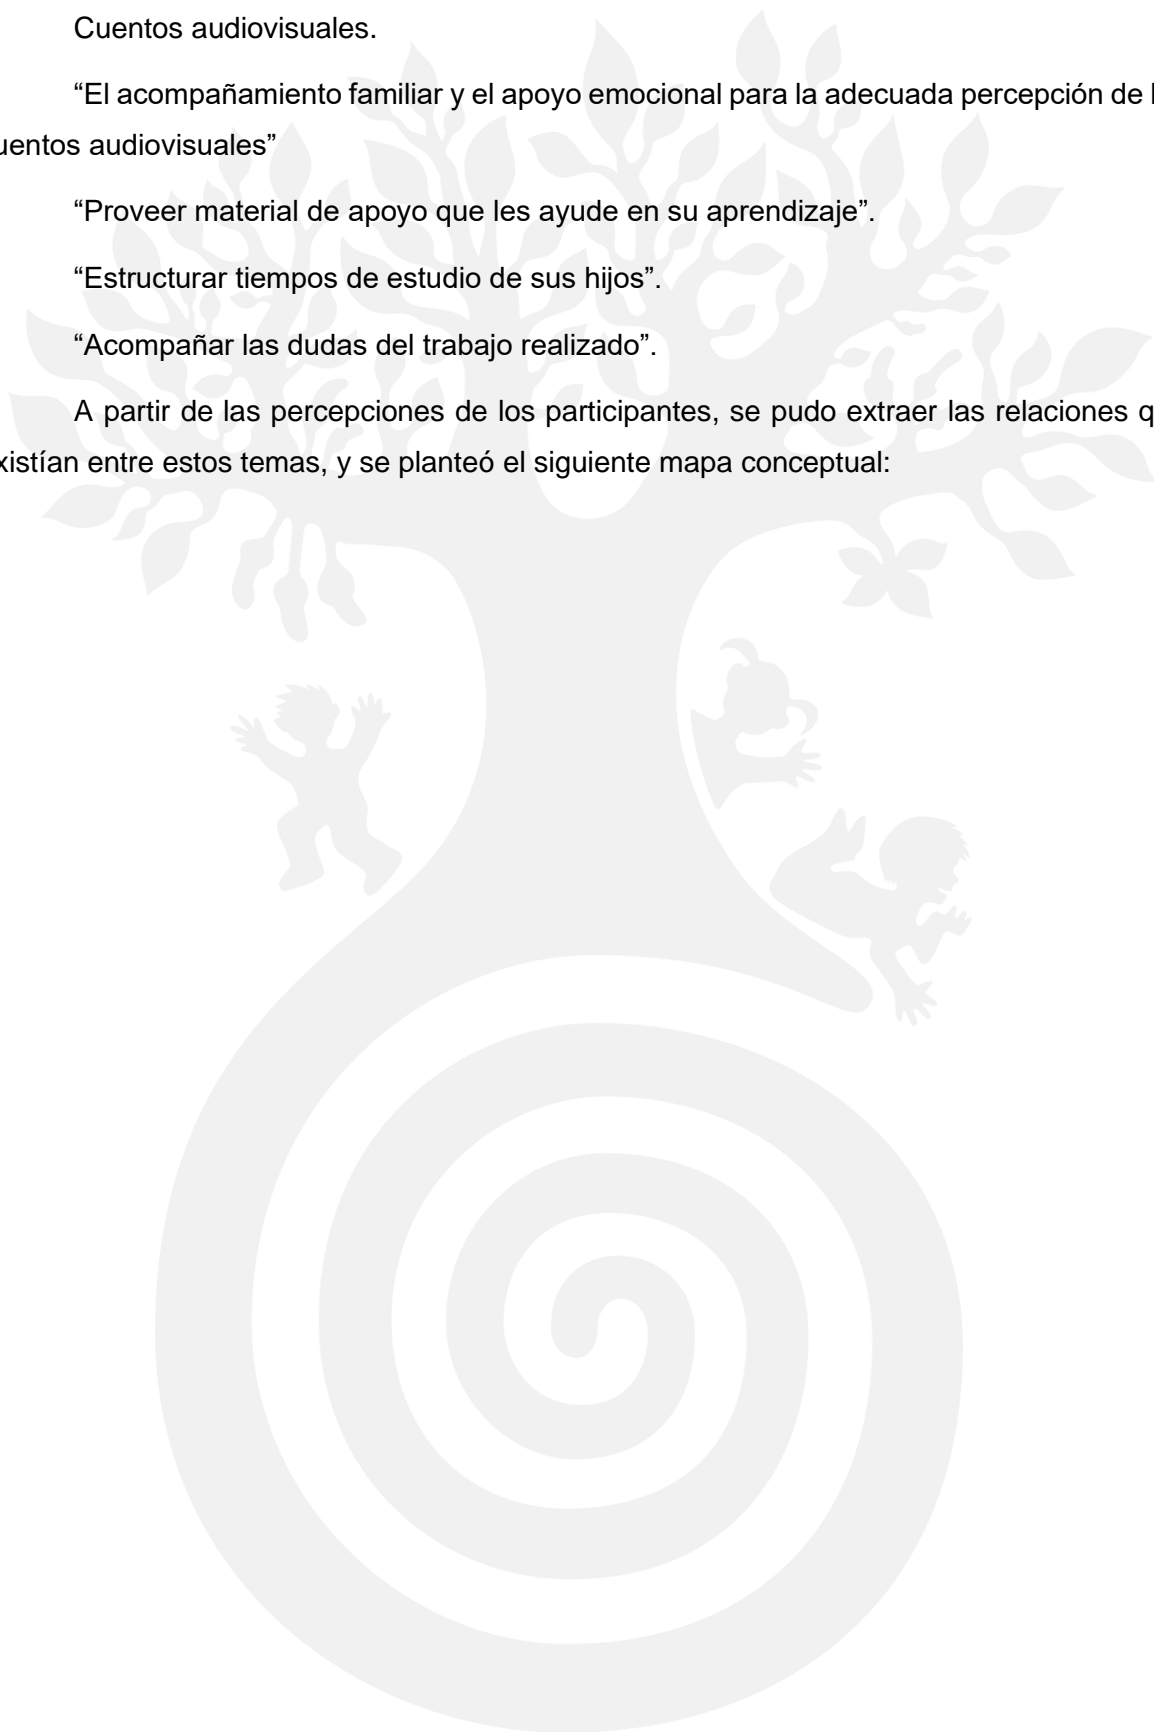 Cuentos audiovisuales.
“El acompañamiento familiar y el apoyo emocional para la adecuada percepción de
uentos audiovisuales”
“Proveer material de apoyo que les ayude en su aprendizaje”.
“Estructurar tiempos de estudio de sus hijos”.
“Acompañar las dudas del trabajo realizado”.
A partir de las percepciones de los participantes, se pudo extraer las relaciones q
xistían entre estos temas, y se planteó el siguiente mapa conceptual: